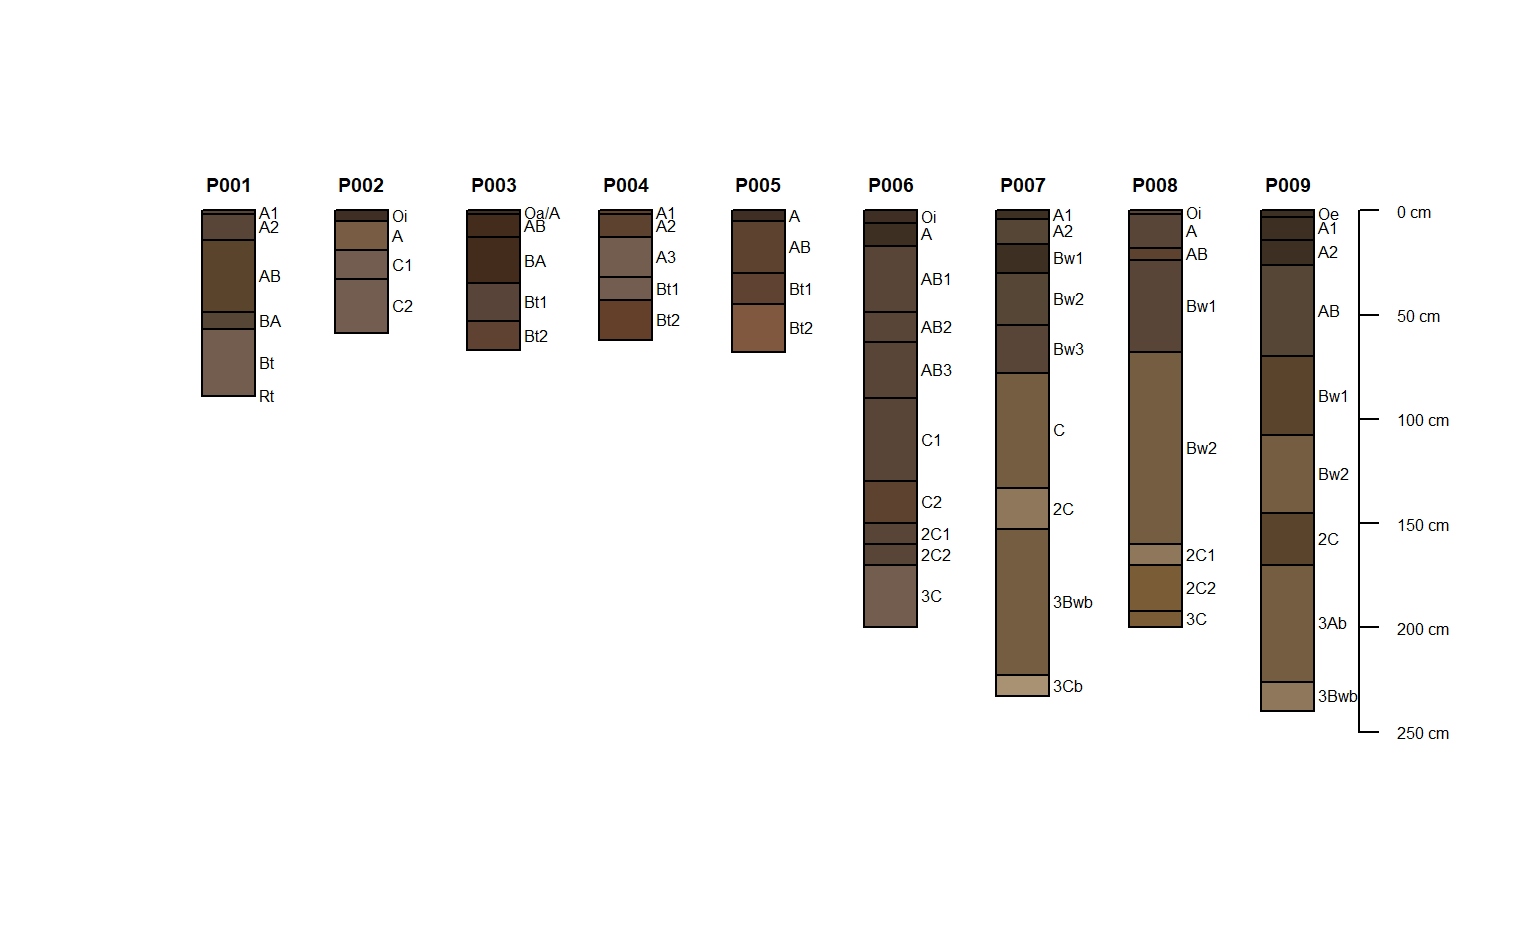 P001 P002 P003 P004 P005 P006 P007 P008 P009
A1
A2
AB
BA
Bt
Rt
Oi
A
C1
C2
Oa/A
AB
BA
Bt1
Bt2
A1
A2
A3
Bt1
Bt2
A
AB
Bt1
Bt2
Oi
A
AB1
AB2
AB3
C1
C2
2C1
2C2
3C
A1
A2
Bw1
Bw2
Bw3
C
2C
3Bwb
3Cb
Oi
A
AB
Bw1
Bw2
2C1
2C2
3C
Oe
A1
A2
AB
Bw1
Bw2
2C
3Ab
3Bwb
0 cm
50 cm
100 cm
150 cm
200 cm
250 cm